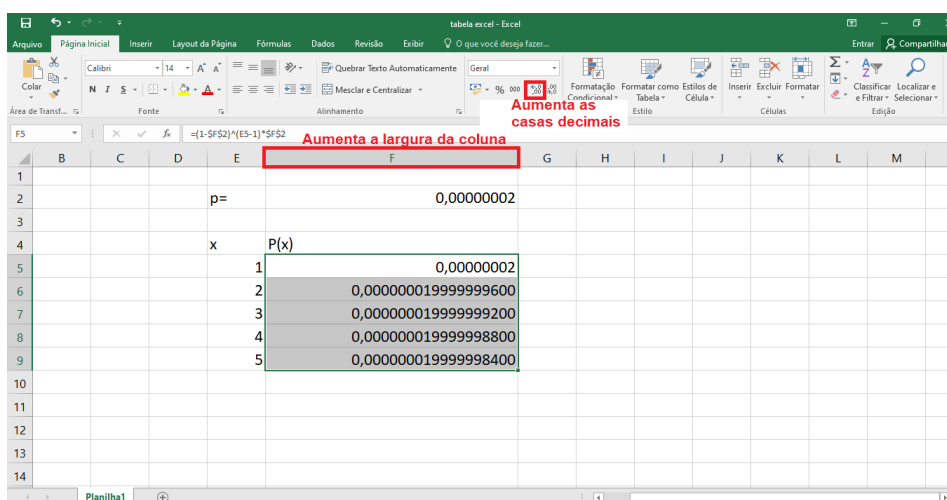 tabela excel - Excel
Arquivo Página Inicial Inserir Layout da Página Fórmulas Dados Revisão Exibir O que você deseja fazer... Entrar Compartilhar
Calibri 14 Quebrar Texto Automaticamente Geral
Colar N I S Mesclar e Centralizar % 000 Formatação Condicional Formatar como Tabela Estilos de Célula Inserir Excluir Formatar Classificar e Filtrar Localizar e Selecionar
Área de Transf... Fonte Alinhamento Estilo Células Edição
Aumenta as
casas decimais
F5 fx =(1-$F$2)^(E5-1)*$F$2
Aumenta a largura da coluna
B C D E F G H I J K L M
1
2 p= 0,00000002
3
4 x P(x)
5 1 0,00000002
6 2 0,000000019999999600
7 3 0,000000019999999200
8 4 0,000000019999998800
9 5 0,000000019999998400
10
11
12
13
14
Planilha1